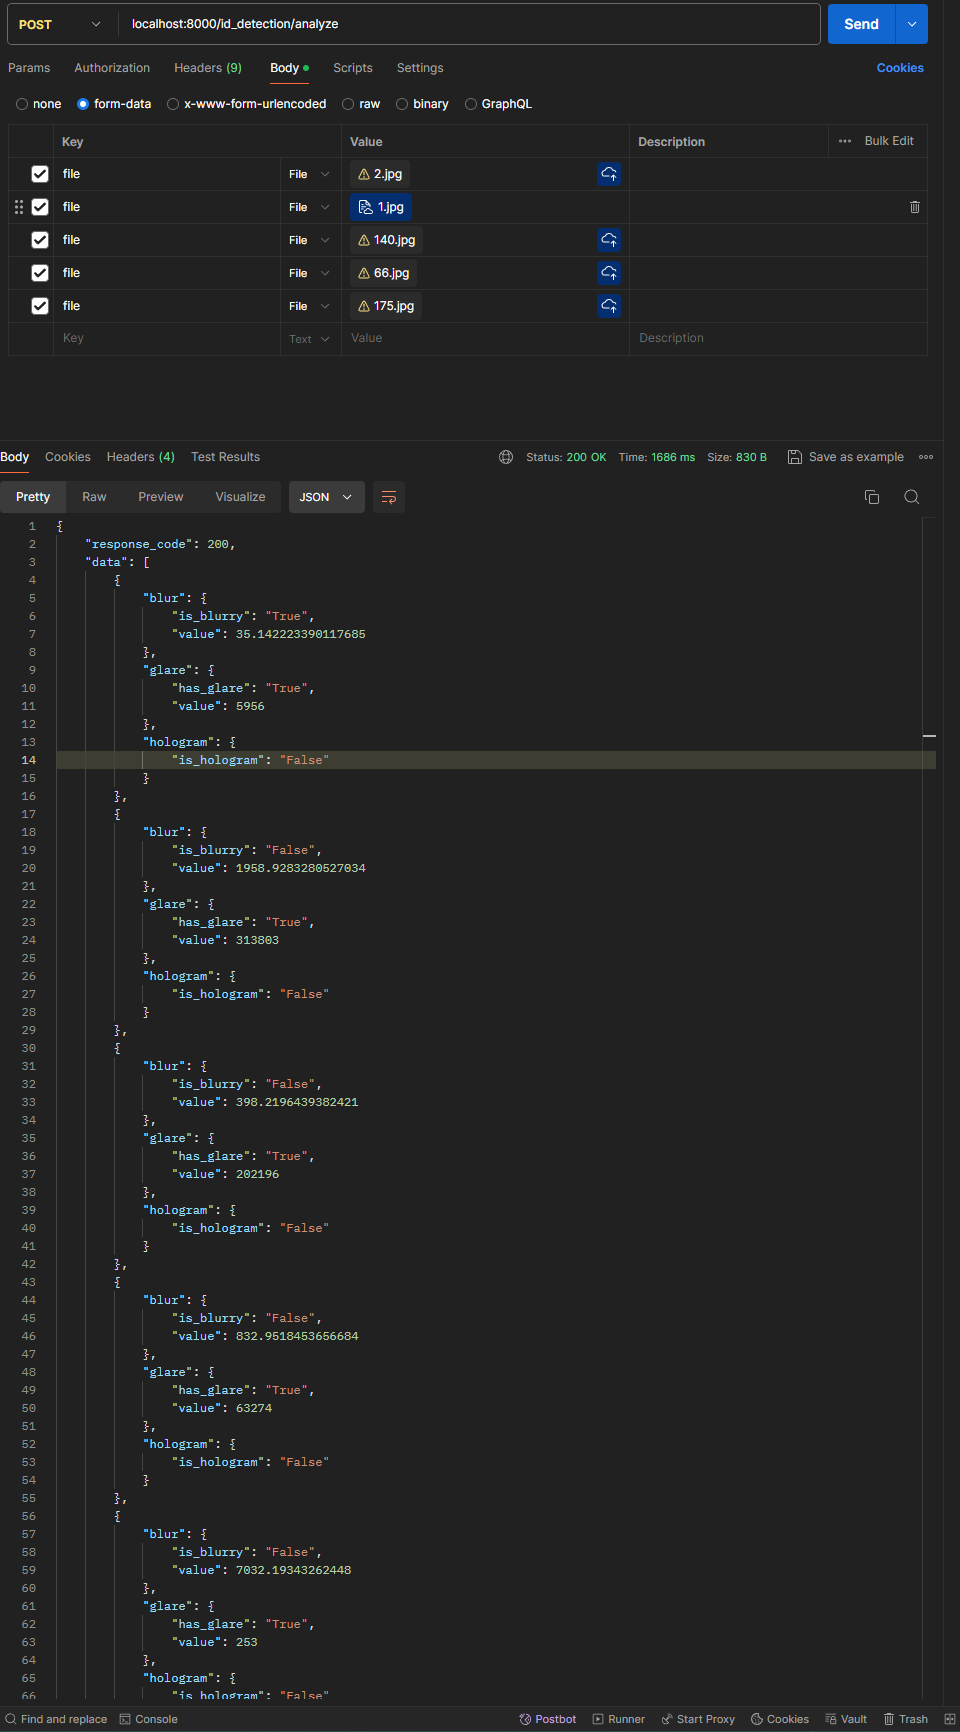 POST localhost:8000/id_detection/analyze Send
Params Authorization Headers (9) Body Scripts Settings Cookies
none form-data x-www-form-urlencoded raw binary GraphQL
Key Value Description Bulk Edit
file File 2.jpg
file File 1.jpg
file File 140.jpg
file File 66.jpg
file File 175.jpg
Key Text Value Description
Body Cookies Headers (4) Test Results Status: 200 OK Time: 1686 ms Size: 830 B Save as example
Pretty Raw Preview Visualize JSON
1 {
2 "response_code": 200,
3 "data": [
4 {
5 "blur": {
6 "is_blurry": "True",
7 "value": 35.142223390117685
8 },
9 "glare": {
10 "has_glare": "True",
11 "value": 5956
12 },
13 "hologram": {
14 "is_hologram": "False"
15 }
16 },
17 {
18 "blur": {
19 "is_blurry": "False",
20 "value": 1958.9283280527034
21 },
22 "glare": {
23 "has_glare": "True",
24 "value": 313803
25 },
26 "hologram": {
27 "is_hologram": "False"
28 }
29 },
30 {
31 "blur": {
32 "is_blurry": "False",
33 "value": 398.2196439382421
34 },
35 "glare": {
36 "has_glare": "True",
37 "value": 202196
38 },
39 "hologram": {
40 "is_hologram": "False"
41 }
42 },
43 {
44 "blur": {
45 "is_blurry": "False",
46 "value": 832.9518453656684
47 },
48 "glare": {
49 "has_glare": "True",
50 "value": 63274
51 },
52 "hologram": {
53 "is_hologram": "False"
54 }
55 },
56 {
57 "blur": {
58 "is_blurry": "False",
59 "value": 7032.19343262448
60 },
61 "glare": {
62 "has_glare": "True",
63 "value": 253
64 },
65 "hologram": {
66 "is_hologram": "False"
Find and replace Console Postbot Runner Start Proxy Cookies Vault Trash